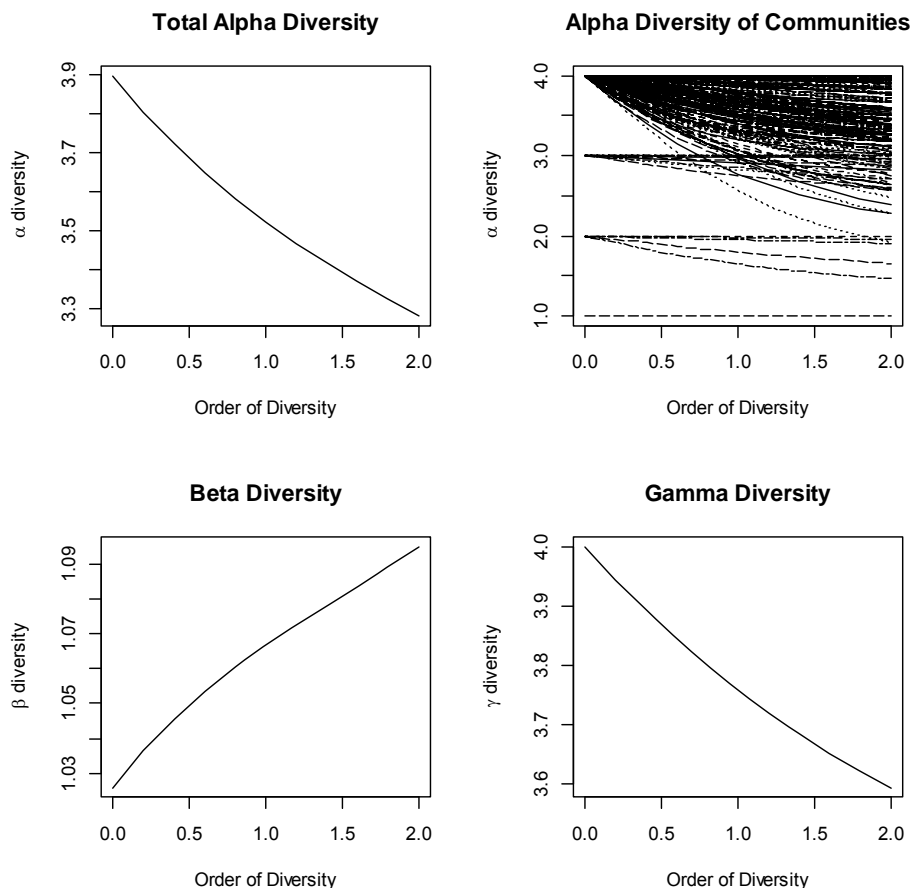 Total Alpha Diversity
3.9
3.7
3.5
3.3
α diversity
0.0 0.5 1.0 1.5 2.0
Order of Diversity
Alpha Diversity of Communities
4.0
3.0
2.0
1.0
α diversity
0.0 0.5 1.0 1.5 2.0
Order of Diversity
Beta Diversity
1.09
1.07
1.05
1.03
β diversity
0.0 0.5 1.0 1.5 2.0
Order of Diversity
Gamma Diversity
4.0
3.9
3.8
3.7
3.6
γ diversity
0.0 0.5 1.0 1.5 2.0
Order of Diversity